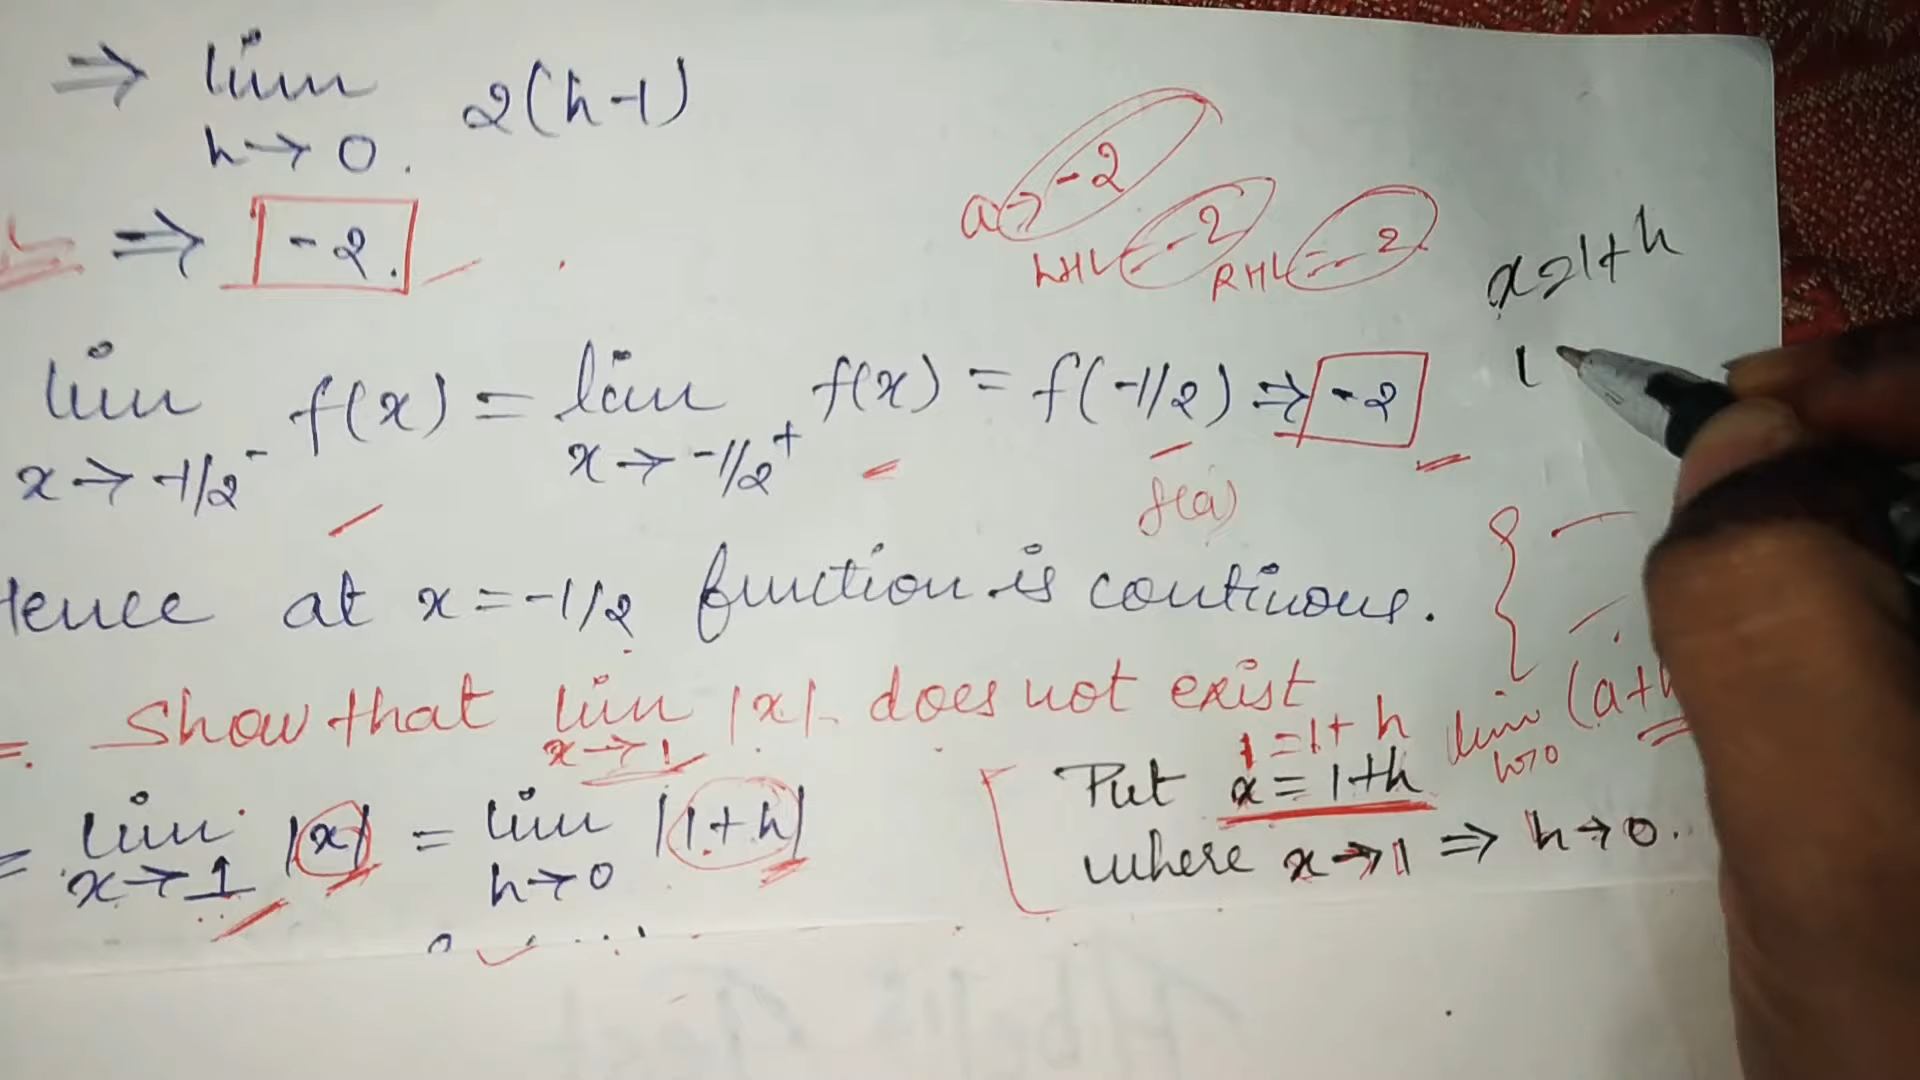 ⇒ lim 2(h-1)
h→0.
⇒ -2.
a→-2
LHL=-2 RHL=-2
x=1+h
1
lim f(x) = lim f(x) = f(-1/2) ⇒ -2
x→-1/2⁻ x→-1/2⁺
f(a)
Hence at x=-1/2 function is continous.
Show that lim |x| does not exist
x→1
1=1+h
lim (a+h
h→0
Put x=1+h
where x→1 ⇒ h→0.
= lim |x| = lim |1+h|
x→1 h→0